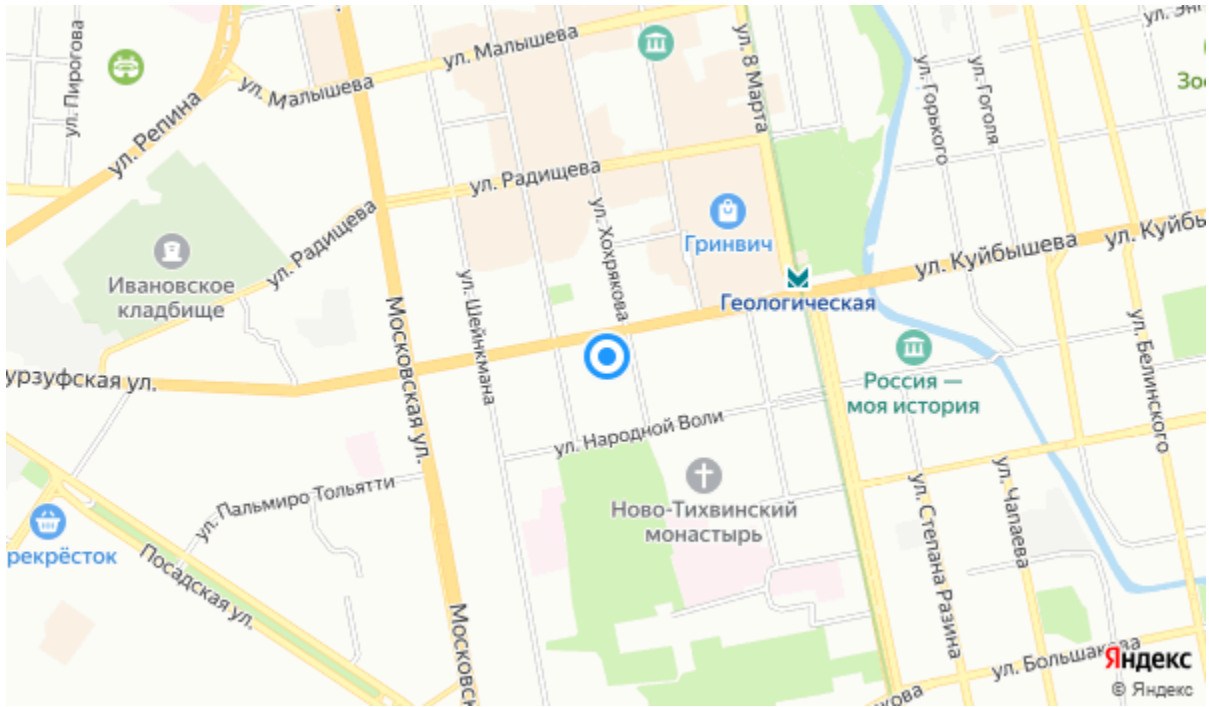 ул. Энг
ул. Малышева
ул. 8 Марта
ул. Пирогова
ул. Малышева
ул. Горького
ул. Гоголя
Зоо
ул. Репина
ул. Радищева
ул. Хохрякова
Гринвич
ул. Куйбышева
ул. Куйбы
ул. Радищева
Ивановское
кладбище
ул. Шейнкмана
Геологическая
Московская ул.
урзуфская ул.
Россия —
моя история
ул. Белинского
ул. Народной Воли
ул. Пальмиро Тольятти
Ново-Тихвинский
монастырь
ул. Степана Разина
ул. Чапаева
рекрёсток
Посадская ул.
Московск
ул. Большакова
кова
Яндекс
© Яндекс